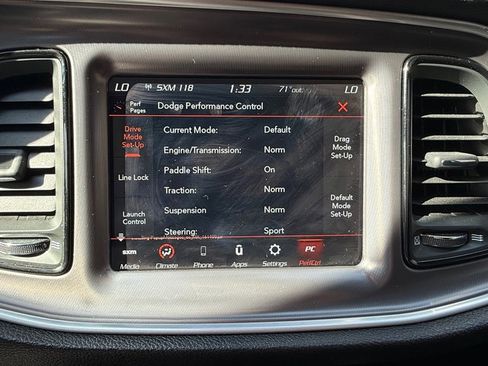 LO SXM 118 1:33 71°out LO
Perf Pages Dodge Performance Control X
Drive Mode Set-Up
Current Mode: Default
Engine/Transmission: Norm
Drag Mode Set-Up
Paddle Shift: On
Line Lock
Traction: Norm
Suspension Norm
Default Mode Set-Up
Launch Control
Steering: Sport
sxm PC
Media Climate Phone Apps Settings PerfCtrl